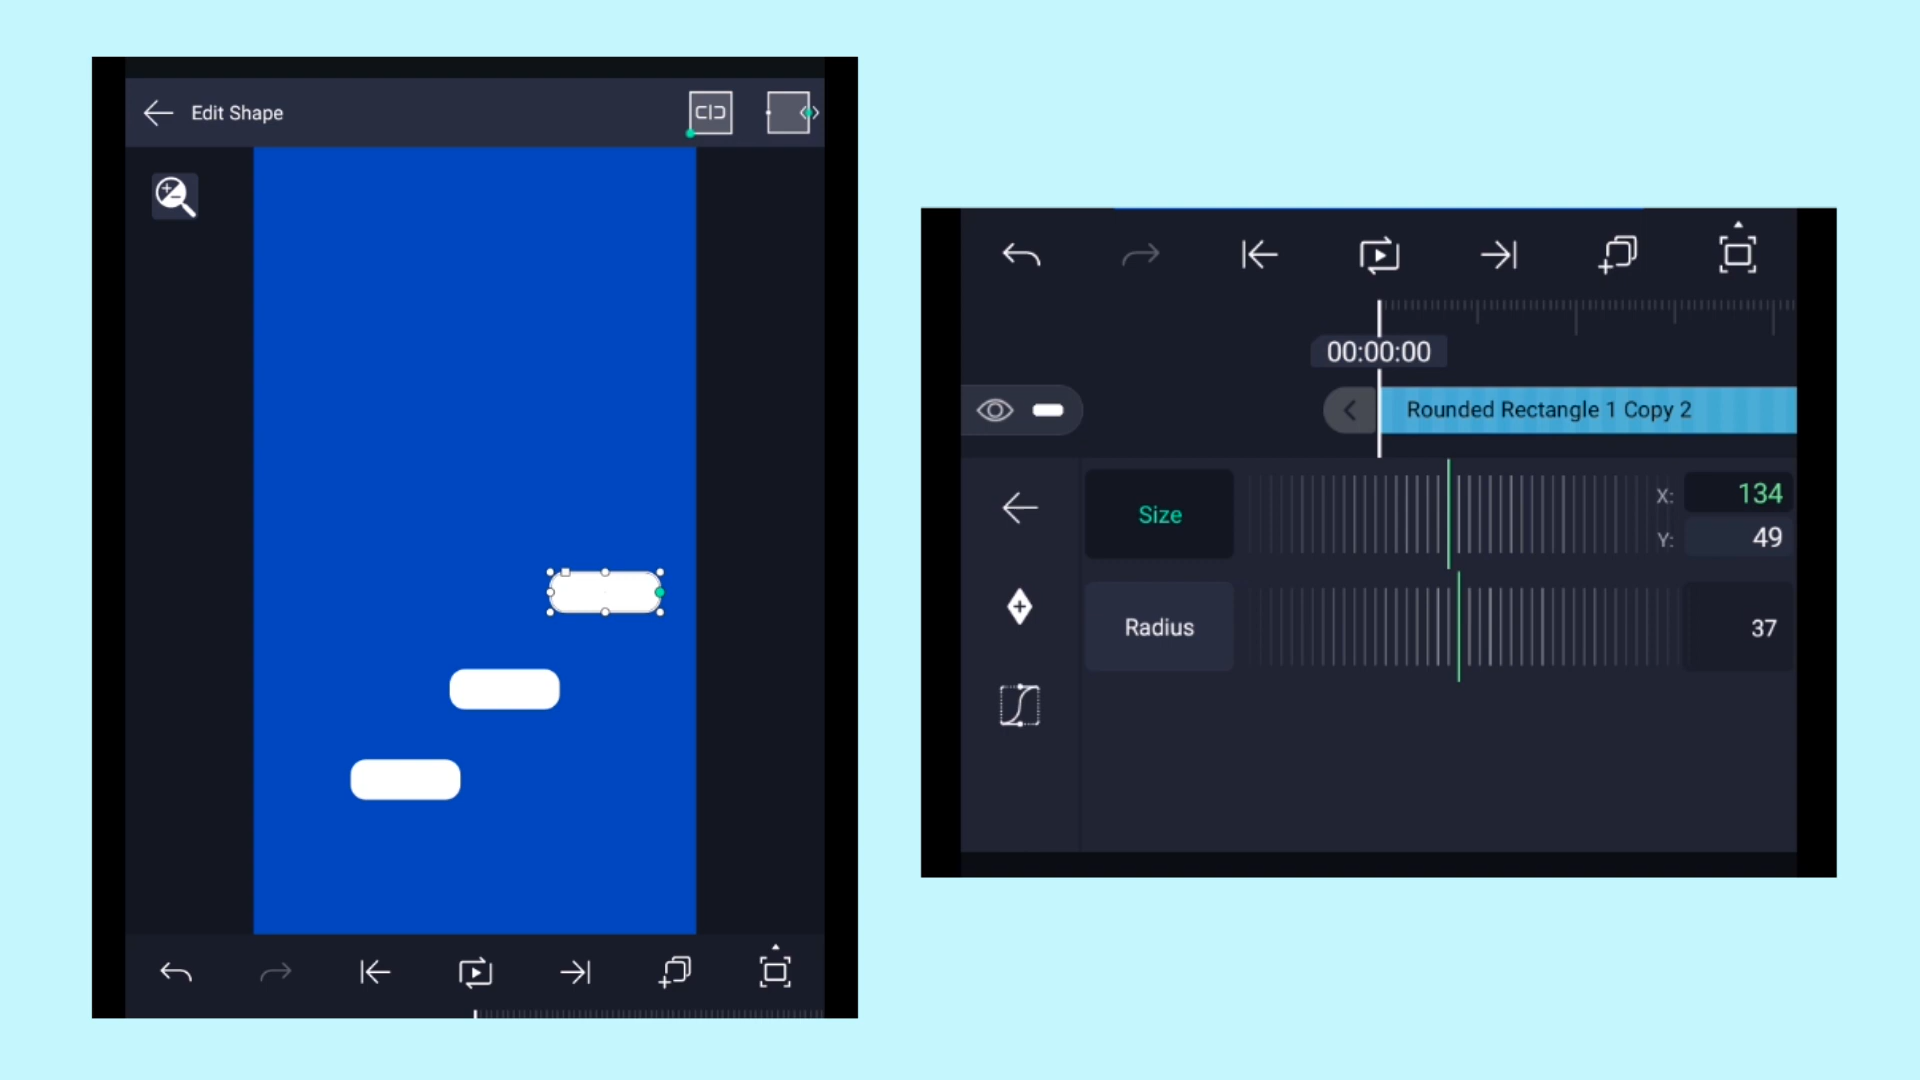 Edit Shape
00:00:00
Rounded Rectangle 1 Copy 2
Size
X: 134
Y: 49
Radius
37